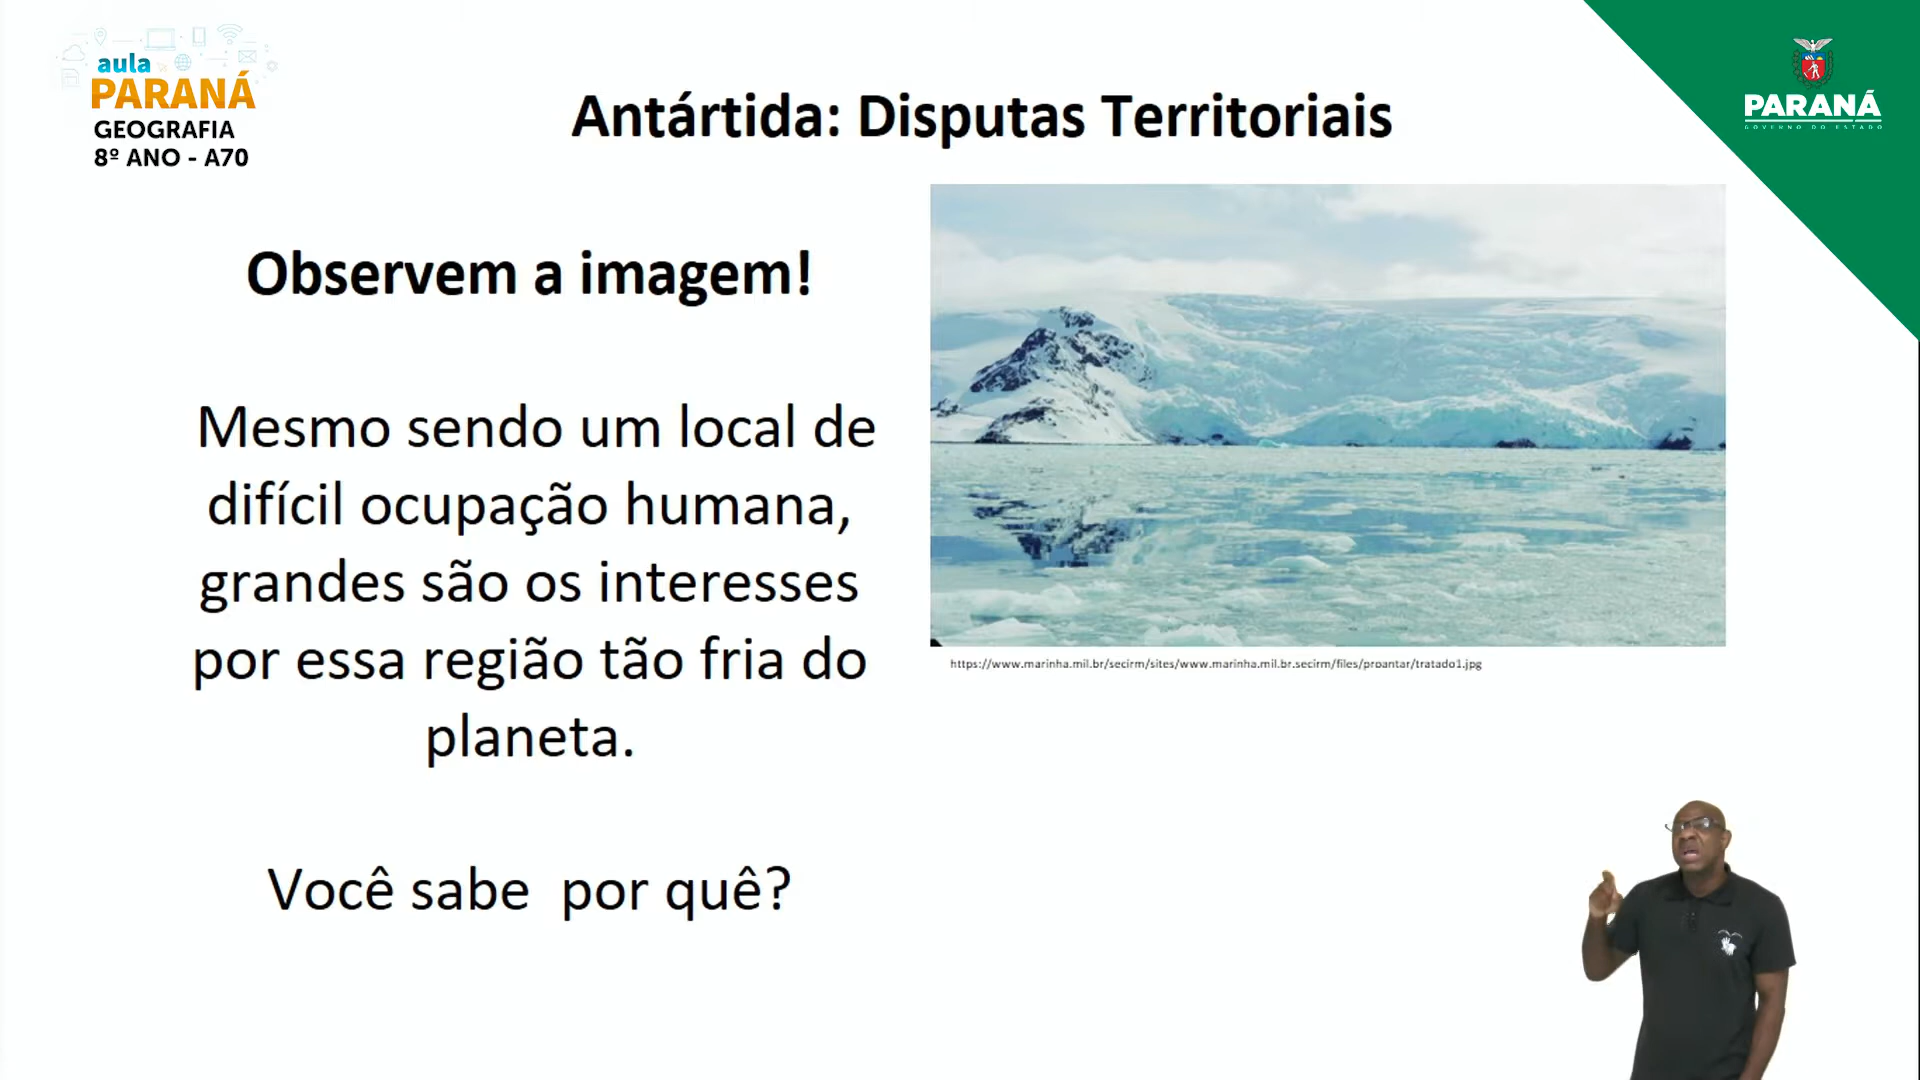 aula
PARANÁ
GEOGRAFIA
8º ANO - A70
Antártida: Disputas Territoriais
PARANÁ
GOVERNO DO ESTADO
Observem a imagem!
Mesmo sendo um local de
difícil ocupação humana,
grandes são os interesses
por essa região tão fria do
planeta.
Você sabe  por quê?
https://www.marinha.mil.br/secirm/sites/www.marinha.mil.br.secirm/files/proantar/tratado1.jpg